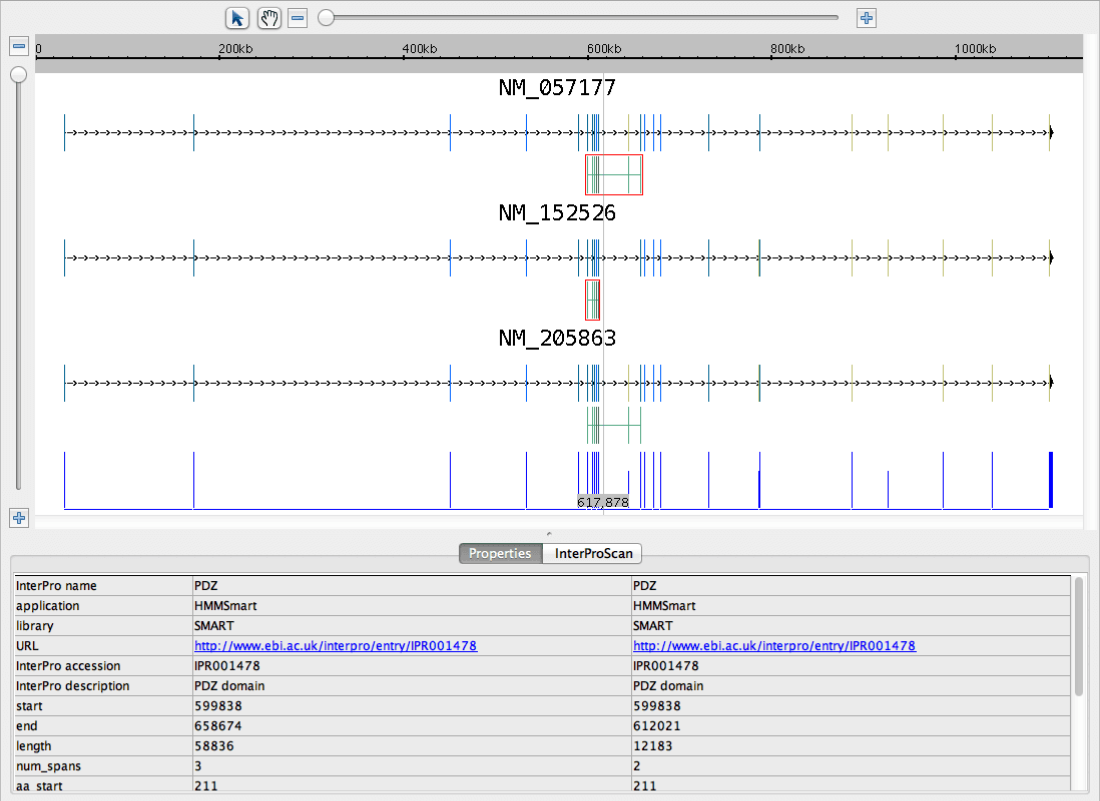 0 200kb 400kb 600kb 800kb 1000kb
NM_057177
NM_152526
NM_205863
617,878
Properties InterProScan
InterPro name PDZ PDZ
application HMMSmart HMMSmart
library SMART SMART
URL http://www.ebi.ac.uk/interpro/entry/IPR001478 http://www.ebi.ac.uk/interpro/entry/IPR001478
InterPro accession IPR001478 IPR001478
InterPro description PDZ domain PDZ domain
start 599838 599838
end 658674 612021
length 58836 12183
num_spans 3 2
aa_start 211 211